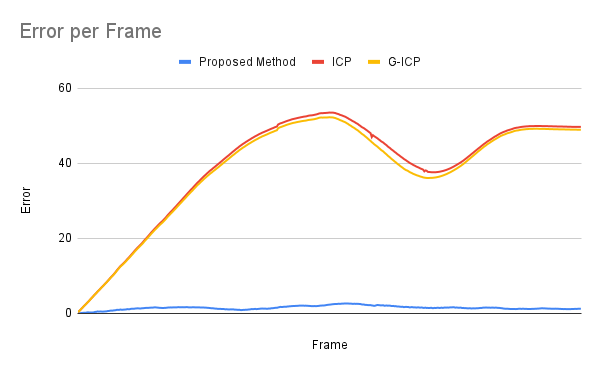 Error per Frame
Proposed Method ICP G-ICP
60
40
20
0
Error
Frame